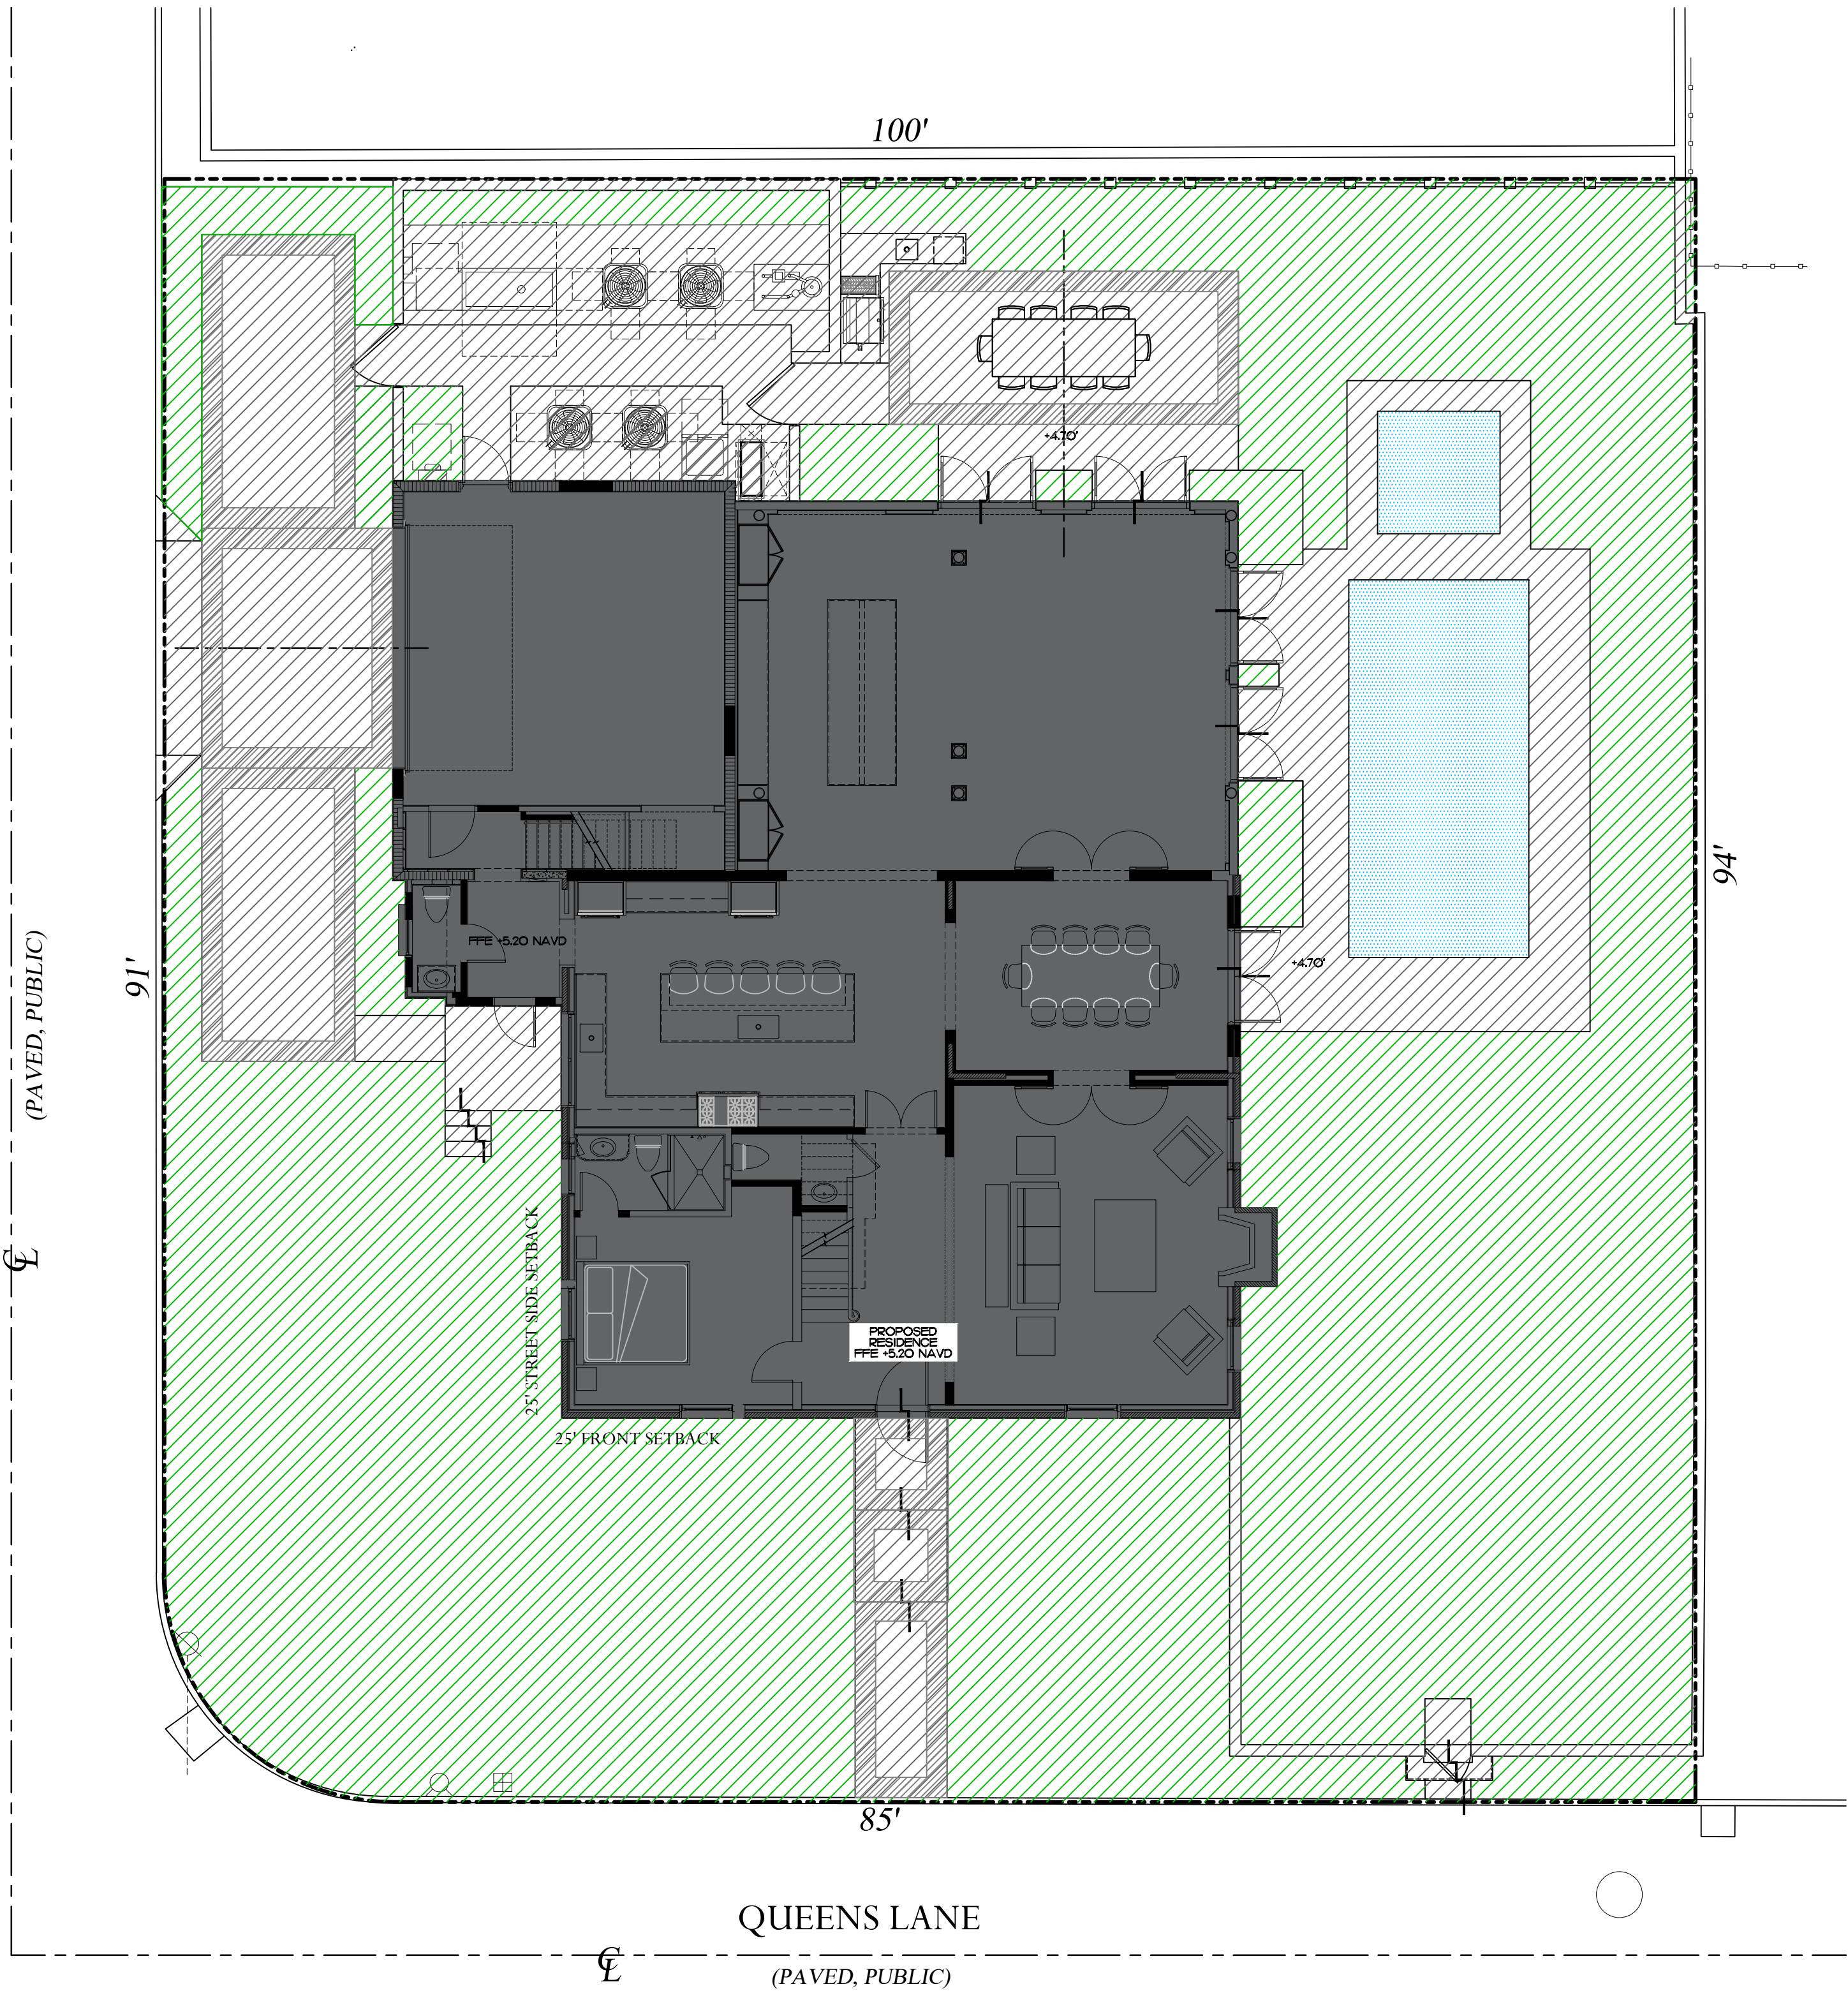 100'
+4.70'
94'
FFE +5.20 NAVD
91'
(PAVED, PUBLIC)
+4.70'
25' STREET SIDE SETBACK
PROPOSED
RESIDENCE
FFE +5.20 NAVD
25' FRONT SETBACK
85'
QUEENS LANE
(PAVED, PUBLIC)